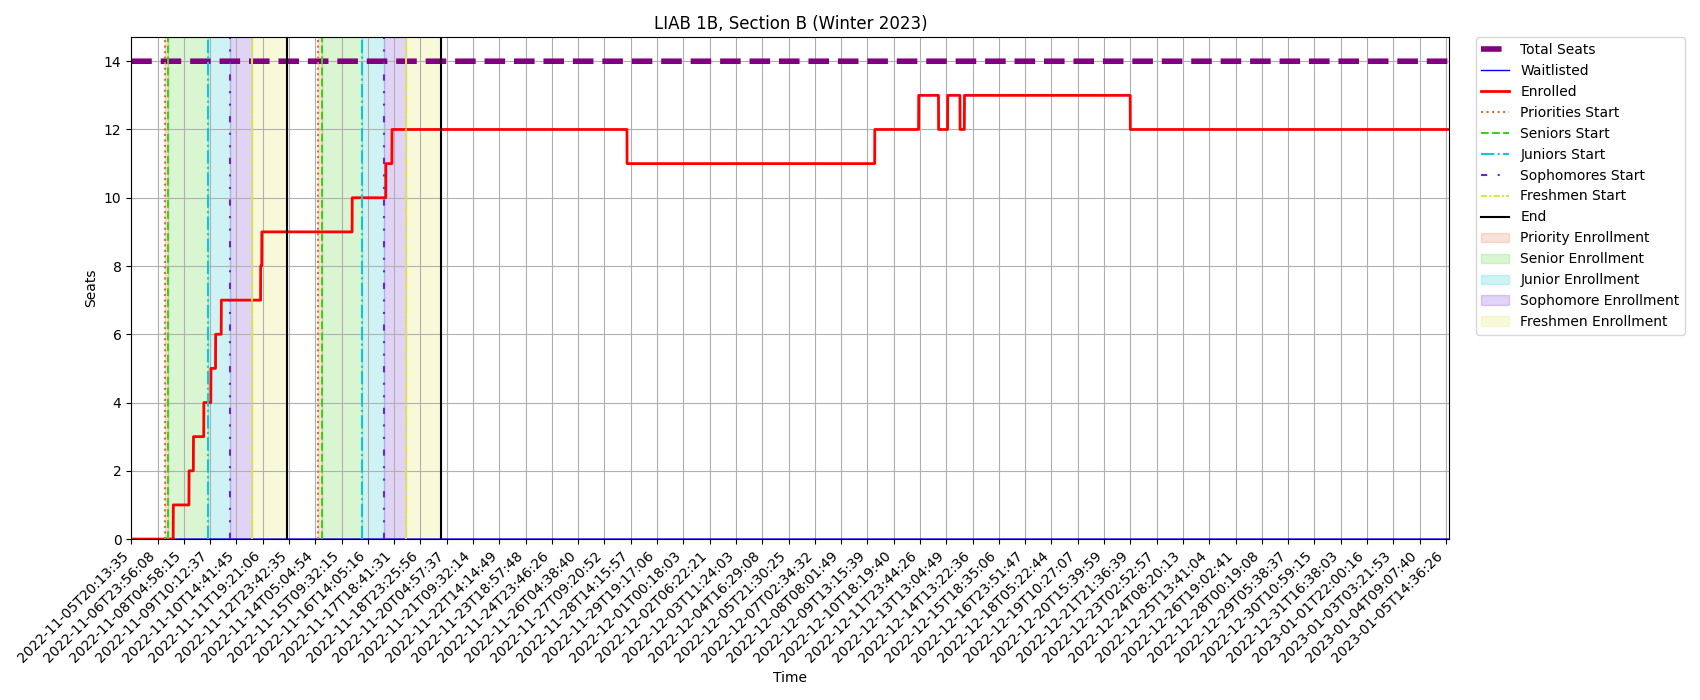 LIAB 1B, Section B (Winter 2023)
Seats
14
12
10
8
6
4
2
0
2022-11-05T20:13:35
2022-11-06T23:56:08
2022-11-08T04:58:15
2022-11-09T10:12:37
2022-11-10T14:41:45
2022-11-11T19:21:06
2022-11-12T23:42:35
2022-11-14T05:04:54
2022-11-15T09:32:15
2022-11-16T14:05:16
2022-11-17T18:41:31
2022-11-18T23:25:56
2022-11-20T04:57:37
2022-11-21T09:32:14
2022-11-22T14:14:49
2022-11-23T18:57:48
2022-11-24T23:46:26
2022-11-26T04:38:40
2022-11-27T09:20:52
2022-11-28T14:15:57
2022-11-29T19:17:06
2022-12-01T00:18:03
2022-12-02T06:22:21
2022-12-03T11:24:03
2022-12-04T16:29:08
2022-12-05T21:30:25
2022-12-07T02:34:32
2022-12-08T08:01:49
2022-12-09T13:15:39
2022-12-10T18:19:40
2022-12-11T23:44:26
2022-12-13T13:04:49
2022-12-14T13:22:36
2022-12-15T18:35:06
2022-12-16T23:51:47
2022-12-18T05:22:44
2022-12-19T10:27:07
2022-12-20T15:39:59
2022-12-21T21:36:39
2022-12-23T02:52:57
2022-12-24T08:20:13
2022-12-25T13:41:04
2022-12-26T19:02:41
2022-12-28T00:19:08
2022-12-29T05:38:37
2022-12-30T10:59:15
2022-12-31T16:38:03
2023-01-01T22:00:16
2023-01-03T03:21:53
2023-01-04T09:07:40
2023-01-05T14:36:26
Time
Total Seats
Waitlisted
Enrolled
Priorities Start
Seniors Start
Juniors Start
Sophomores Start
Freshmen Start
End
Priority Enrollment
Senior Enrollment
Junior Enrollment
Sophomore Enrollment
Freshmen Enrollment